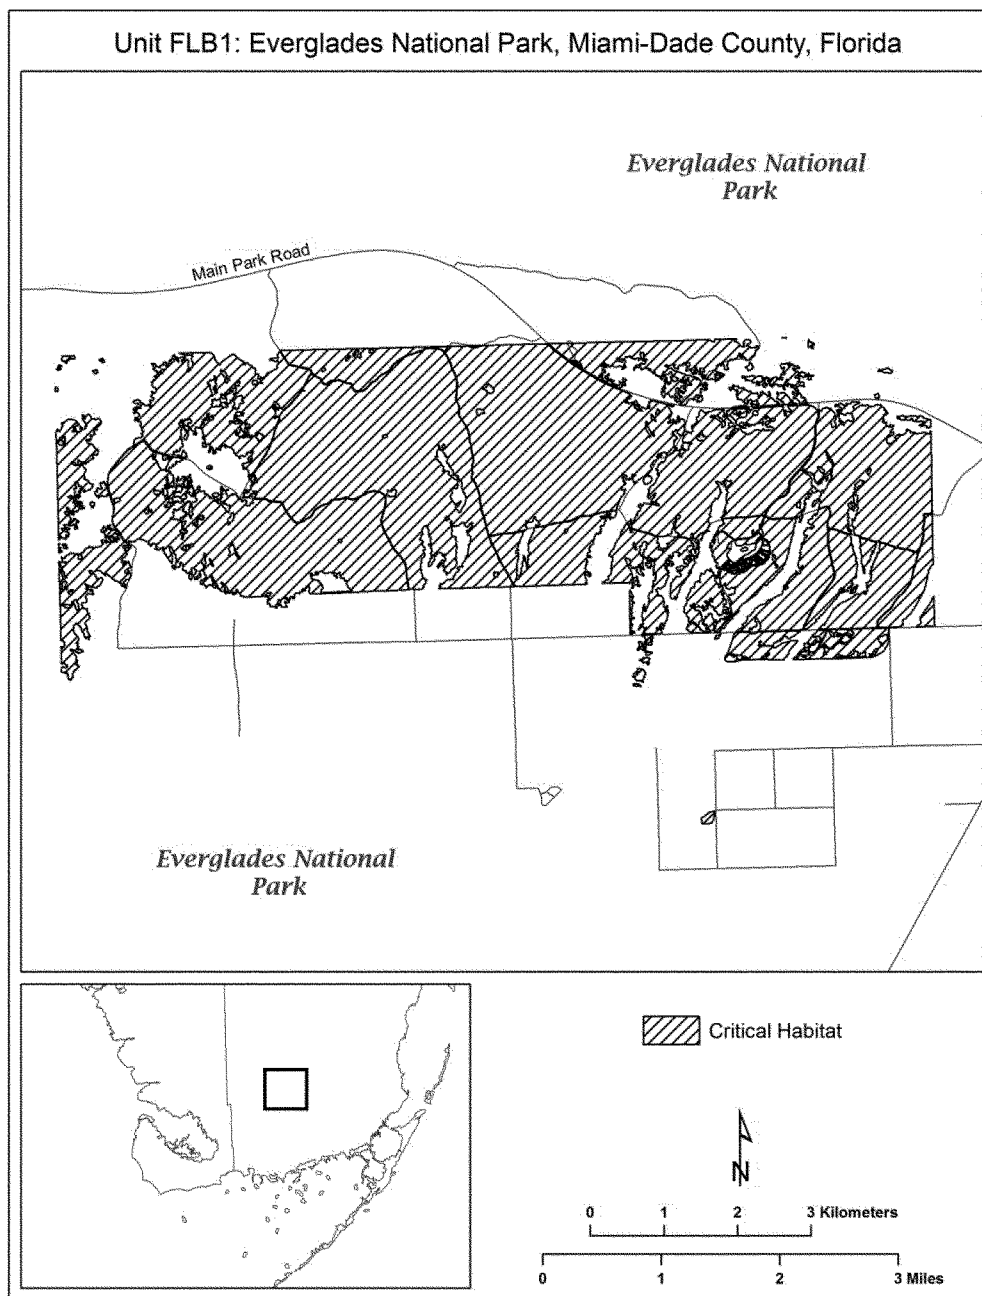 Unit FLB1: Everglades National Park, Miami-Dade County, Florida
Everglades National
Park
Main Park Road
Everglades National
Park
Critical Habitat
N
0 1 2 3 Kilometers
0 1 2 3 Miles